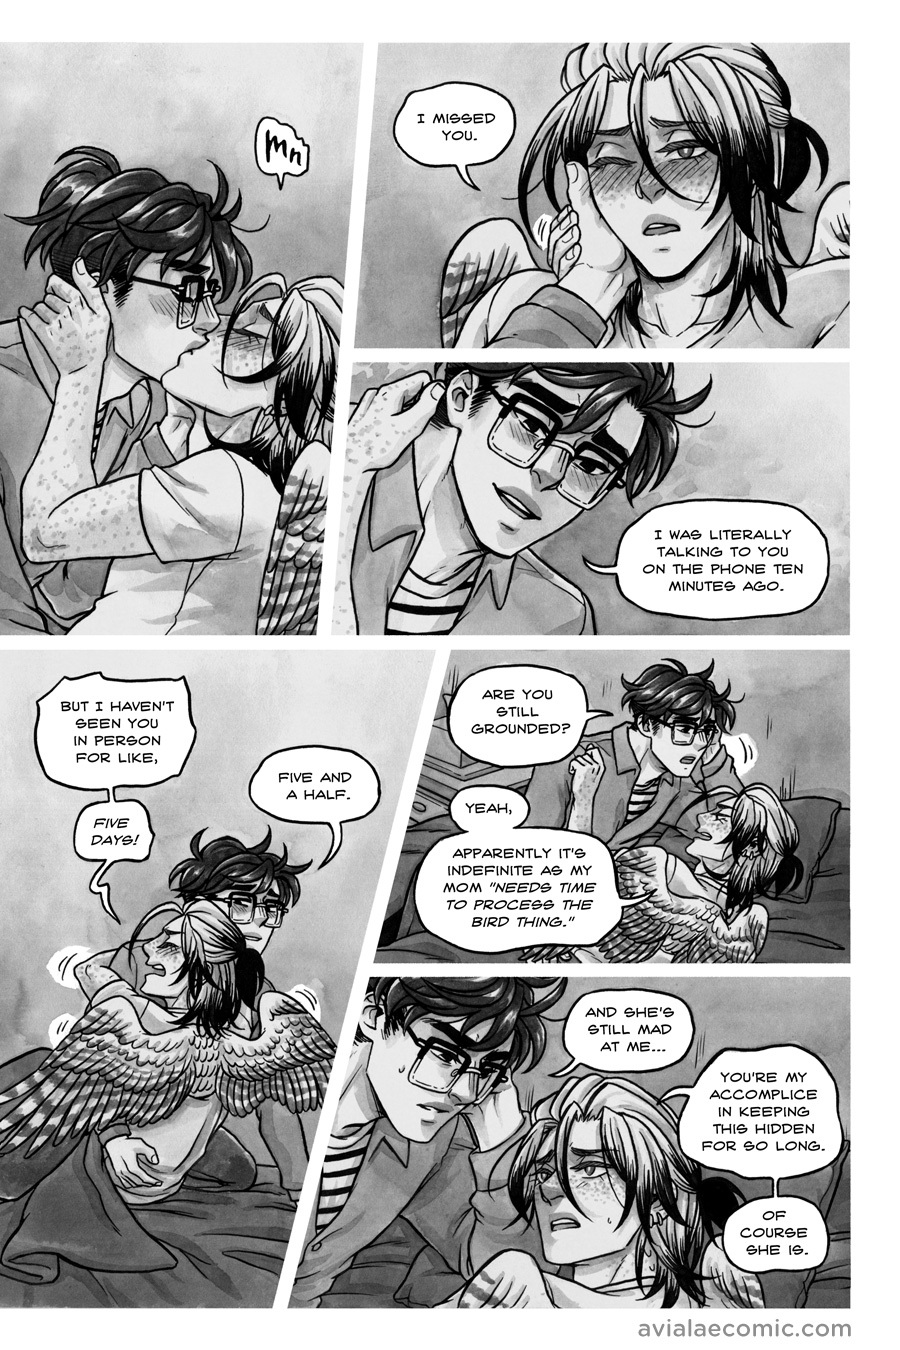 Mn
I MISSED
YOU.
I WAS LITERALLY
TALKING TO YOU
ON THE PHONE TEN
MINUTES AGO.
BUT I HAVEN'T
SEEN YOU
IN PERSON
FOR LIKE,
FIVE
DAYS!
FIVE AND
A HALF.
ARE YOU
STILL
GROUNDED?
YEAH,
APPARENTLY IT'S
INDEFINITE AS MY
MOM "NEEDS TIME
TO PROCESS THE
BIRD THING."
AND SHE'S
STILL MAD
AT ME...
YOU'RE MY
ACCOMPLICE
IN KEEPING
THIS HIDDEN
FOR SO LONG.
OF
COURSE
SHE IS.
avialaecomic.com